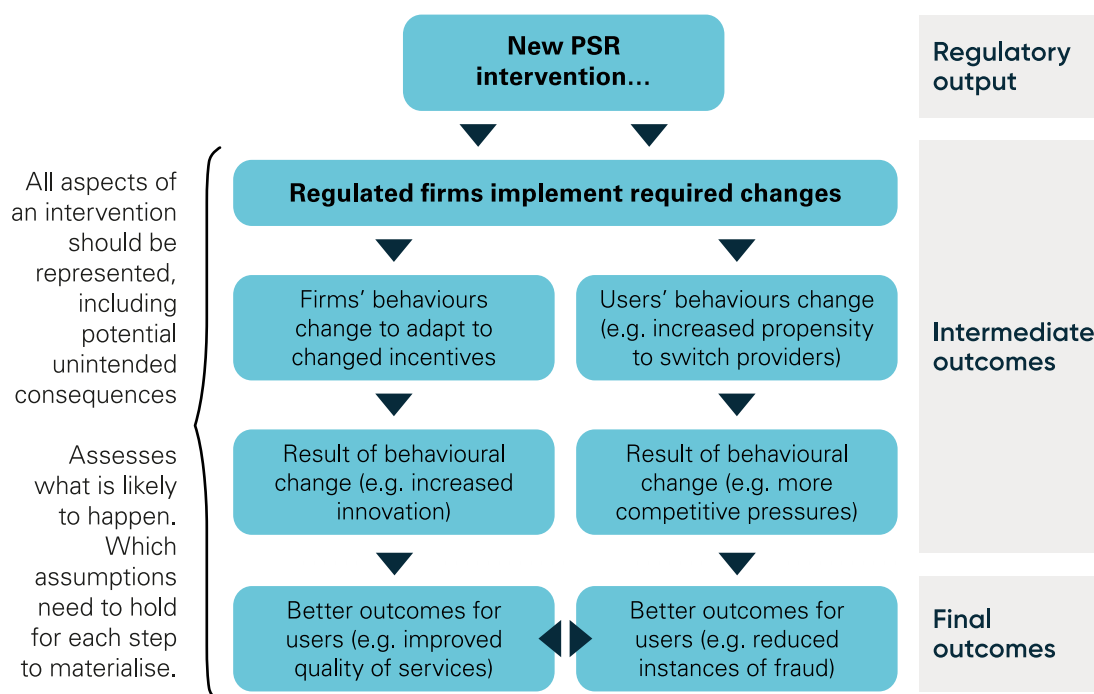 New PSR
intervention...
Regulatory
output
All aspects of
an intervention
should be
represented,
including
potential
unintended
consequences
Assesses
what is likely
to happen.
Which
assumptions
need to hold
for each step
to materialise.
Regulated firms implement required changes
Firms’ behaviours
change to adapt to
changed incentives
Users’ behaviours change
(e.g. increased propensity
to switch providers)
Intermediate
outcomes
Result of behavioural
change (e.g. increased
innovation)
Result of behavioural
change (e.g. more
competitive pressures)
Better outcomes for
users (e.g. improved
quality of services)
Better outcomes for
users (e.g. reduced
instances of fraud)
Final
outcomes